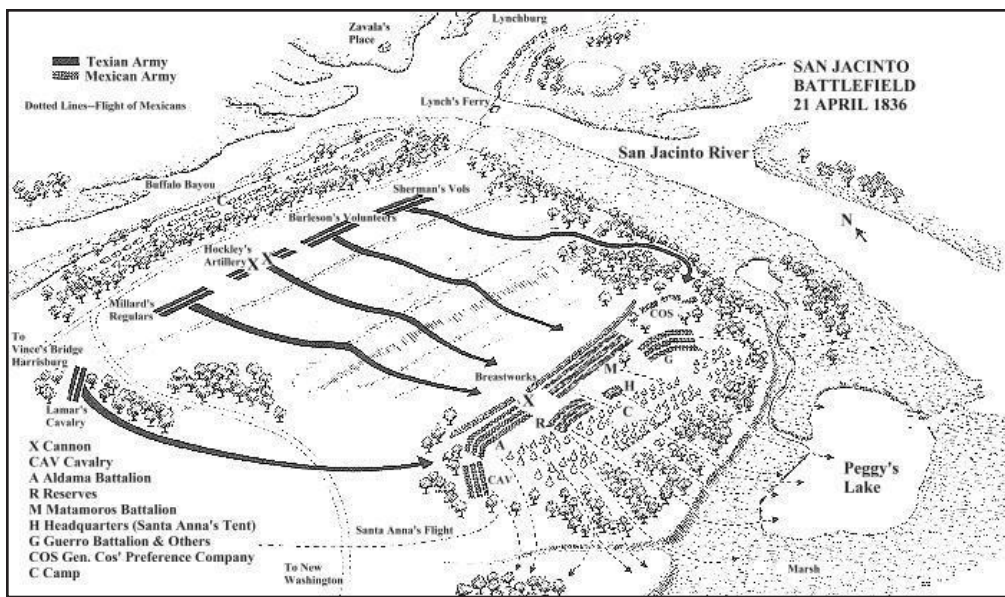 Zavala's
Place
Lynchburg
Texian Army
Mexican Army
Dotted Lines--Flight of Mexicans
SAN JACINTO
BATTLEFIELD
21 APRIL 1836
Lynch's Ferry
San Jacinto River
Buffalo Bayou
C
Sherman's Vols
Burleson's Volunteers
N
Hockley's
Artillery
X X
Millard's
Regulars
To
Vince's Bridge
Harrisburg
COS
G
M
Breastworks
H
X
C
R
Lamar's
Cavalry
A
CAV
X Cannon
CAV Cavalry
A Aldama Battalion
R Reserves
M Matamoros Battalion
H Headquarters (Santa Anna's Tent)
G Guerro Battalion & Others
COS Gen. Cos' Preference Company
C Camp
Peggy's
Lake
Santa Anna's Flight
To New
Washington
Marsh